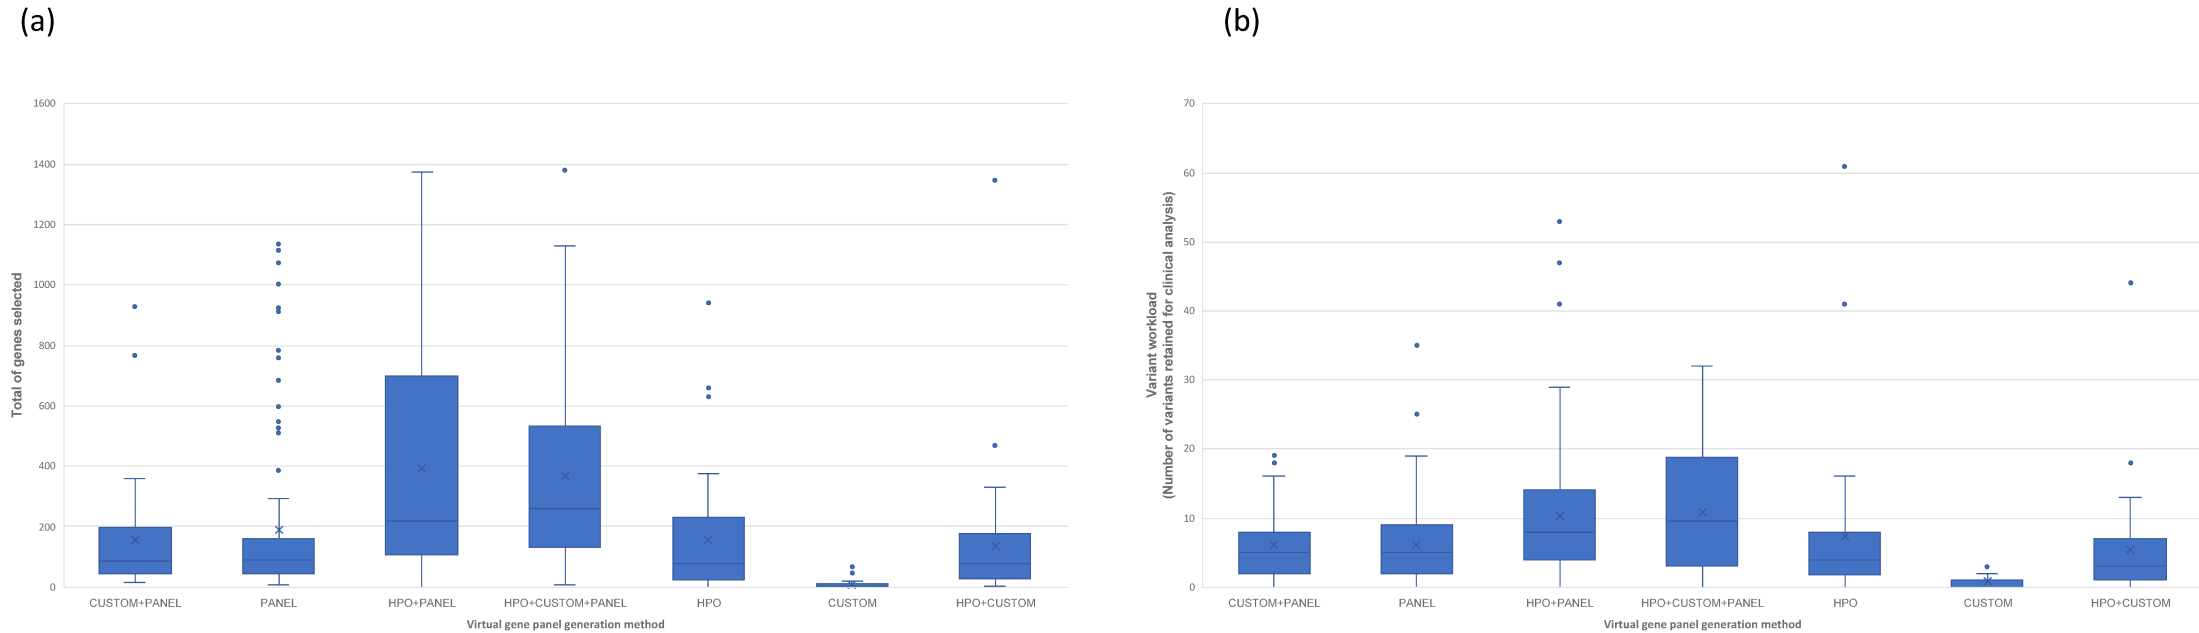 (a)
1600
1400
1200
1000
800
600
400
200
0
Total of genes selected
CUSTOM+PANEL PANEL HPO+PANEL HPO+CUSTOM+PANEL HPO CUSTOM HPO+CUSTOM
Virtual gene panel generation method
(b)
70
60
50
40
30
20
10
0
Variant workload
(Number of variants retained for clinical analysis)
CUSTOM+PANEL PANEL HPO+PANEL HPO+CUSTOM+PANEL HPO CUSTOM HPO+CUSTOM
Virtual gene panel generation method